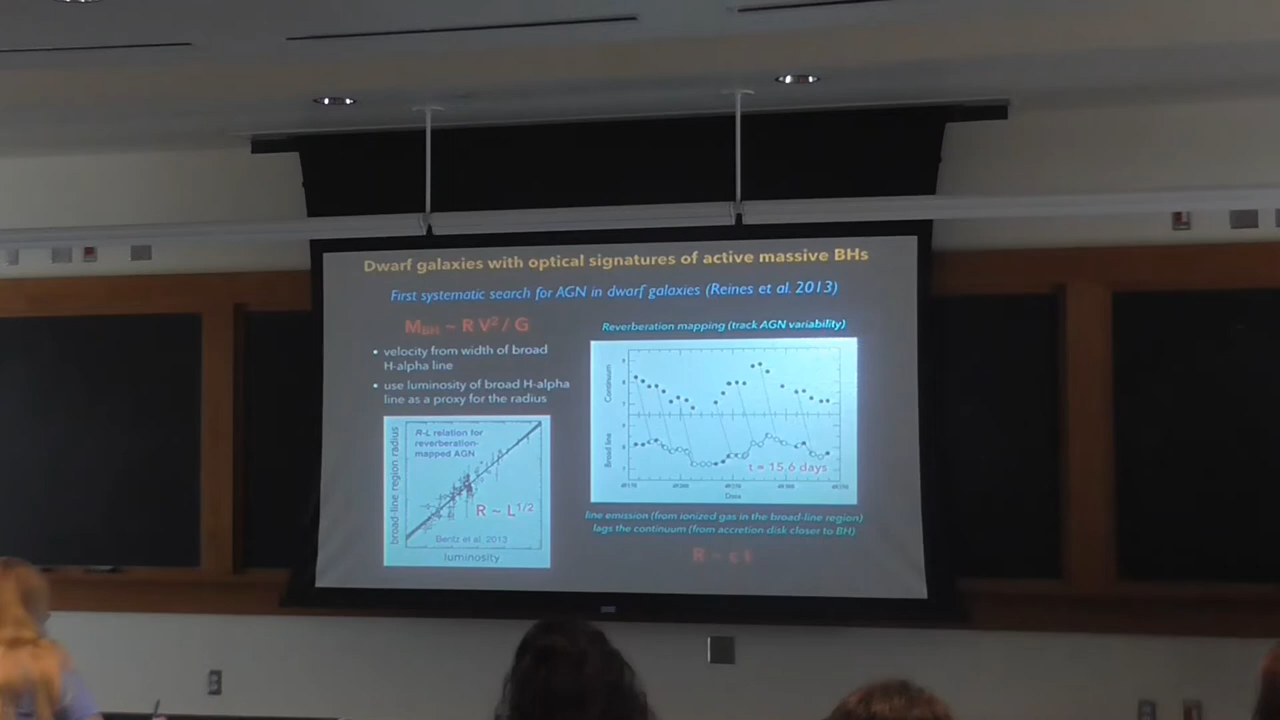 Dwarf galaxies with optical signatures of active massive BHs
First systematic search for AGN in dwarf galaxies (Reines et al. 2013)
M_BH ~ R V² / G
• velocity from width of broad
H-alpha line
• use luminosity of broad H-alpha
line as a proxy for the radius
R-L relation for
reverberation-
mapped AGN
broad-line region radius
R ~ L^1/2
Bentz et al. 2013
luminosity
Reverberation mapping (track AGN variability)
Continuum
Broad line
t = 15.6 days
Date
line emission (from ionized gas in the broad-line region)
lags the continuum (from accretion disk closer to BH)
R ~ c t